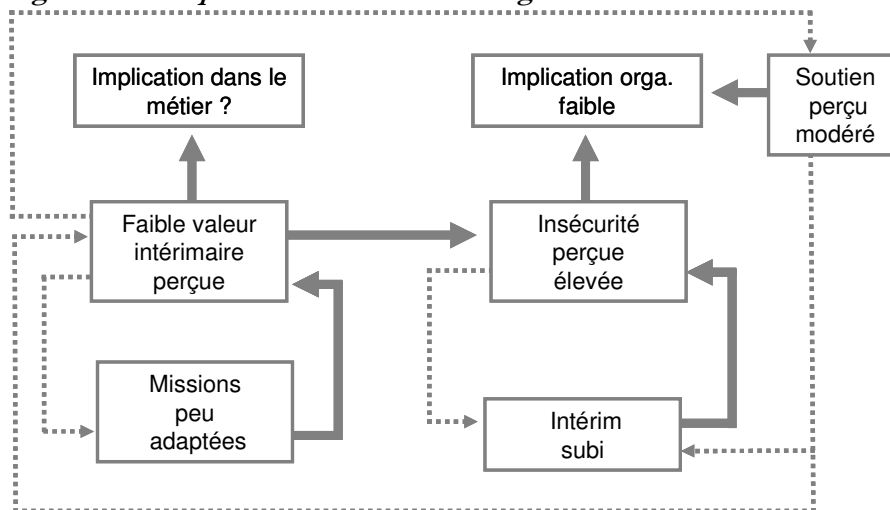 Implication dans le
métier ?
Implication orga.
faible
Soutien
perçu
modéré
Faible valeur
intérimaire
perçue
Insécurité
perçue
élevée
Missions
peu
adaptées
Intérim
subi